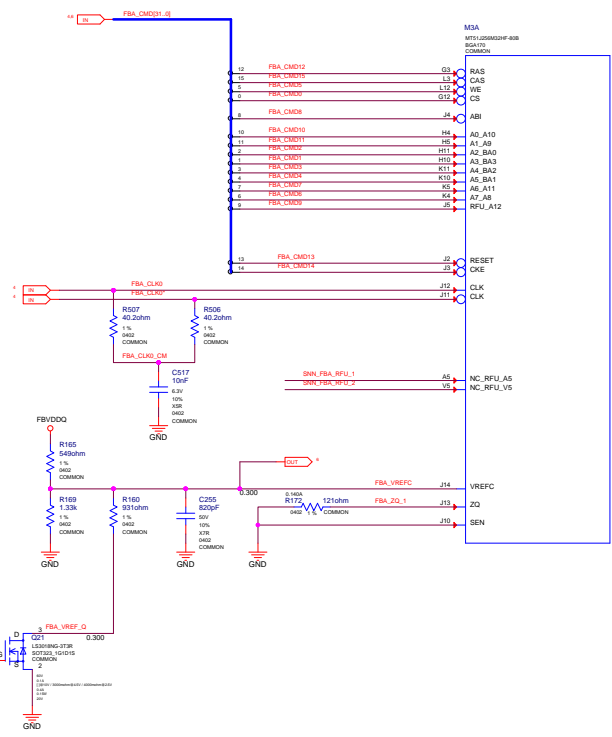 FBA_CMD[31..0]
IN
M3A
MT51J256M32HF-80B
BGA170
COMMON
12 FBA_CMD12 G3 RAS
15 FBA_CMD15 L3 CAS
5 FBA_CMD5 L12 WE
0 FBA_CMD0 G12 CS
8 FBA_CMD8 J4 ABI
10 FBA_CMD10 H4 A0_A10
11 FBA_CMD11 H5 A1_A9
2 FBA_CMD2 H11 A2_BA0
1 FBA_CMD1 H10 A3_BA3
3 FBA_CMD3 K11 A4_BA2
4 FBA_CMD4 K10 A5_BA1
7 FBA_CMD7 K5 A6_A11
6 FBA_CMD6 K4 A7_A8
9 FBA_CMD9 J5 RFU_A12
13 FBA_CMD13 J2 RESET
14 FBA_CMD14 J3 CKE
4 IN FBA_CLK0 J12 CLK
4 IN FBA_CLK0* J11 CLK
R507
40.2ohm
1 %
0402
COMMON
R506
40.2ohm
1 %
0402
COMMON
FBA_CLK0_CM
C517
10nF
6.3V
10%
X5R
0402
COMMON
GND
SNN_FBA_RFU_1 A5 NC_RFU_A5
SNN_FBA_RFU_2 V5 NC_RFU_V5
FBVDDQ
R165
549ohm
1 %
0402
COMMON
OUT
FBA_VREFC J14 VREFC
0.300
R169
1.33k
1 %
0402
COMMON
GND
R160
931ohm
1 %
0402
COMMON
C255
820pF
50V
10%
X7R
0402
COMMON
GND
0.140A
R172 121ohm
0402 1 % COMMON
FBA_ZQ_1 J13 ZQ
J10 SEN
GND
FBA_VREF_Q
0.300
3
D
Q21
LS3018NG-3T3R
SOT323_1G1D1S
COMMON
G
S
2
GND